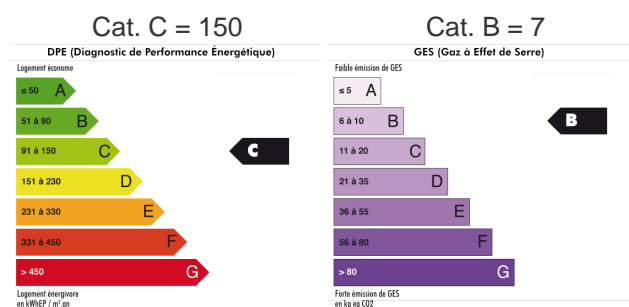 Cat. C = 150
DPE (Diagnostic de Performance Énergétique)
Logement économe
≤ 50 A
51 à 90 B
91 à 150 C
C
151 à 230 D
231 à 330 E
331 à 450 F
> 450 G
Logement énergivore
en kWhEP / m².an
Cat. B = 7
GES (Gaz à Effet de Serre)
Faible émission de GES
≤ 5 A
6 à 10 B
B
11 à 20 C
21 à 35 D
36 à 55 E
56 à 80 F
> 80 G
Forte émission de GES
en kg eq CO2